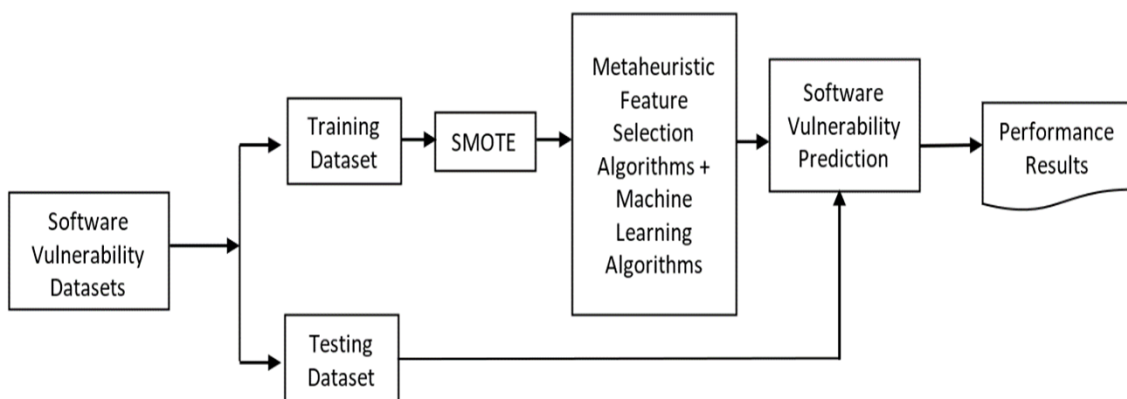 Software
Vulnerability
Datasets
Training
Dataset
SMOTE
Metaheuristic
Feature
Selection
Algorithms +
Machine
Learning
Algorithms
Software
Vulnerability
Prediction
Performance
Results
Testing
Dataset